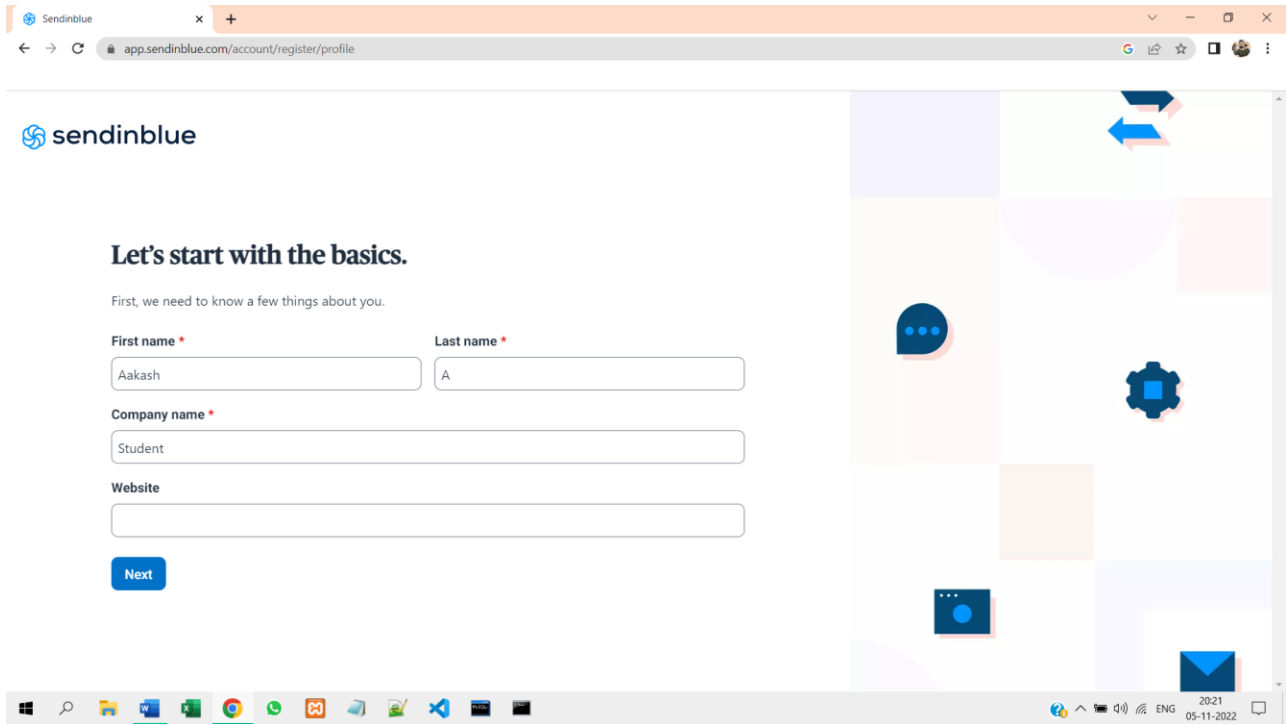 Sendinblue
app.sendinblue.com/account/register/profile
sendinblue
Let's start with the basics.
First, we need to know a few things about you.
First name * Last name *
Aakash A
Company name *
Student
Website
Next
ENG 20:21
05-11-2022